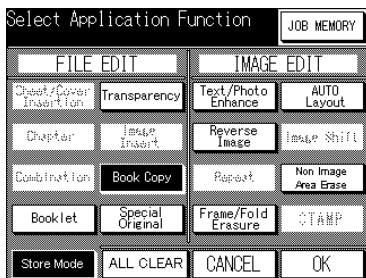 Select Application Function
JOB MEMORY
FILE EDIT
IMAGE EDIT
Sheet/Cover
Insertion
Transparency
Text/Photo
Enhance
AUTO
Layout
Chapter
Image
Insert
Reverse
Image
Image Shift
Combination
Book Copy
Repeat
Non Image
Area Erase
Booklet
Special
Original
Frame/Fold
Erasure
STAMP
Store Mode
ALL CLEAR
CANCEL
OK